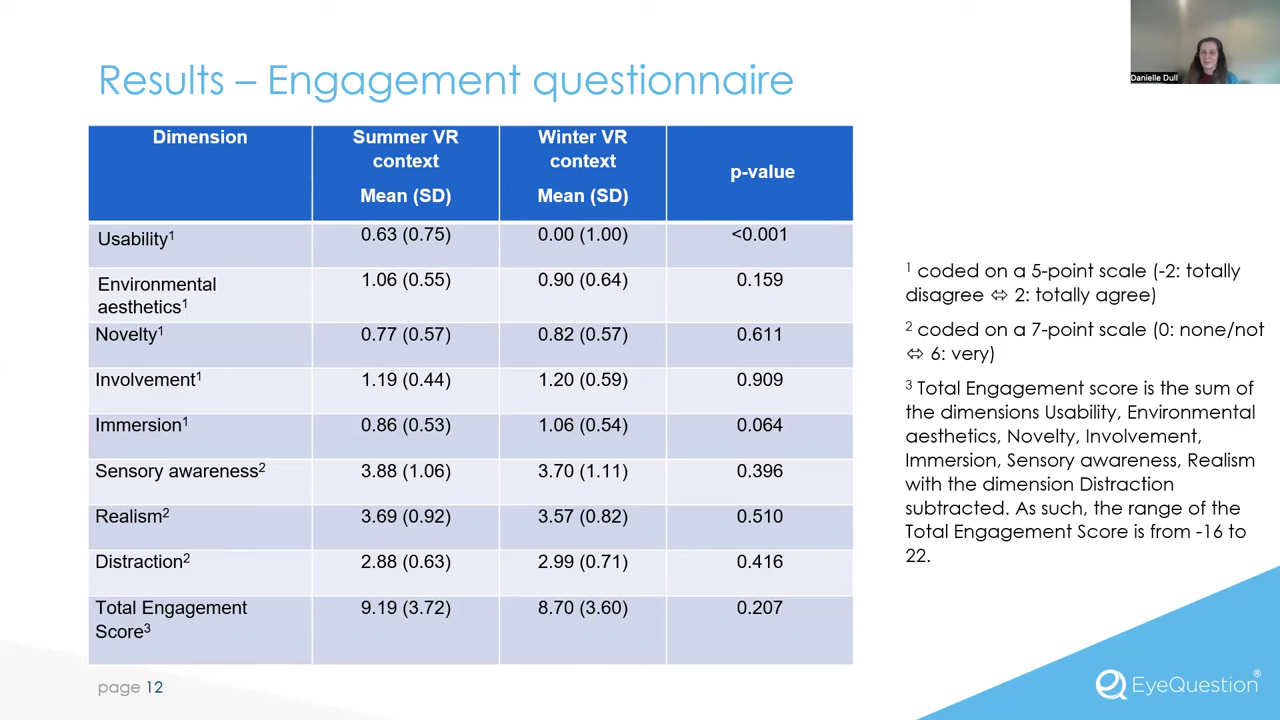 Danielle Dull
Results – Engagement questionnaire
Dimension
Summer VR
context
Mean (SD)
Winter VR
context
Mean (SD)
p-value
Usability¹
0.63 (0.75)
0.00 (1.00)
<0.001
Environmental
aesthetics¹
1.06 (0.55)
0.90 (0.64)
0.159
Novelty¹
0.77 (0.57)
0.82 (0.57)
0.611
Involvement¹
1.19 (0.44)
1.20 (0.59)
0.909
Immersion¹
0.86 (0.53)
1.06 (0.54)
0.064
Sensory awareness²
3.88 (1.06)
3.70 (1.11)
0.396
Realism²
3.69 (0.92)
3.57 (0.82)
0.510
Distraction²
2.88 (0.63)
2.99 (0.71)
0.416
Total Engagement
Score³
9.19 (3.72)
8.70 (3.60)
0.207
¹ coded on a 5-point scale (-2: totally
disagree ⇔ 2: totally agree)
² coded on a 7-point scale (0: none/not
⇔ 6: very)
³ Total Engagement score is the sum of
the dimensions Usability, Environmental
aesthetics, Novelty, Involvement,
Immersion, Sensory awareness, Realism
with the dimension Distraction
subtracted. As such, the range of the
Total Engagement Score is from -16 to
22.
page 12
EyeQuestion®